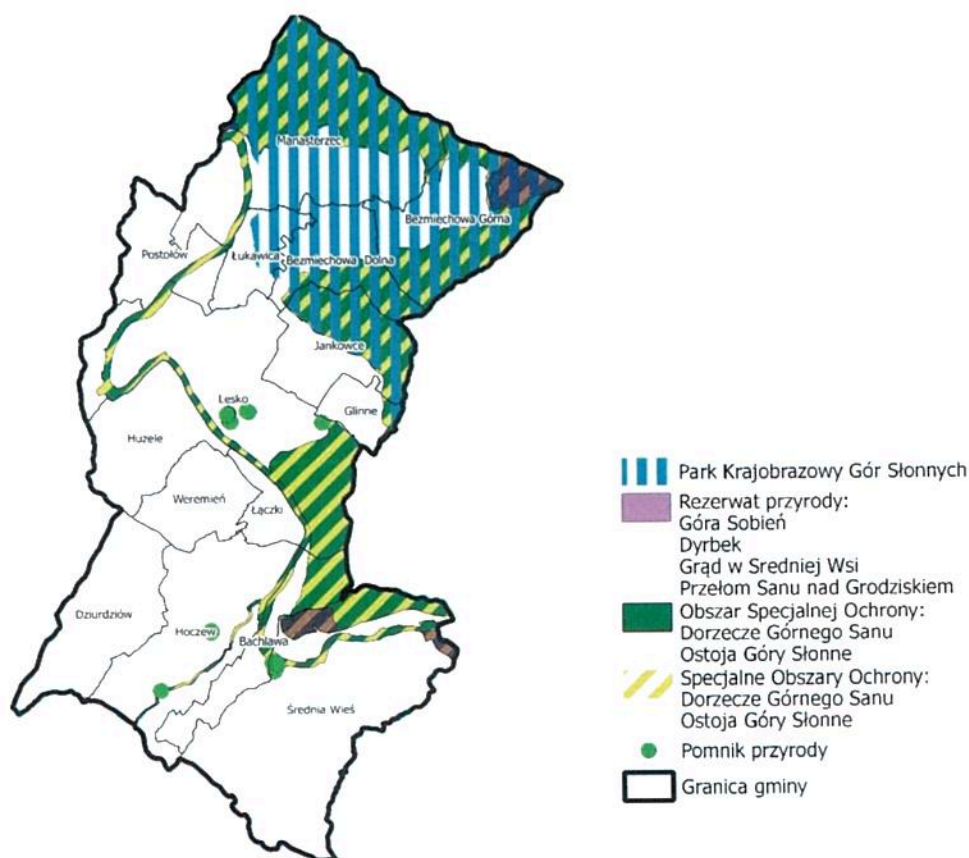 Manasterzec
Bezmiechowa Górna
Postołów
Łukawica
Bezmiechowa Dolna
Jankowce
Lesko
Glinne
Huzele
Weremień
Łączki
Dziurdziów
Hoczew
Bachlawa
Średnia Wieś
Park Krajobrazowy Gór Słonnych
Rezerwat przyrody:
Góra Sobień
Dyrbek
Grąd w Sredniej Wsi
Przełom Sanu nad Grodziskiem
Obszar Specjalnej Ochrony:
Dorzecze Górnego Sanu
Ostoja Góry Słonne
Specjalne Obszary Ochrony:
Dorzecze Górnego Sanu
Ostoja Góry Słonne
Pomnik przyrody
Granica gminy